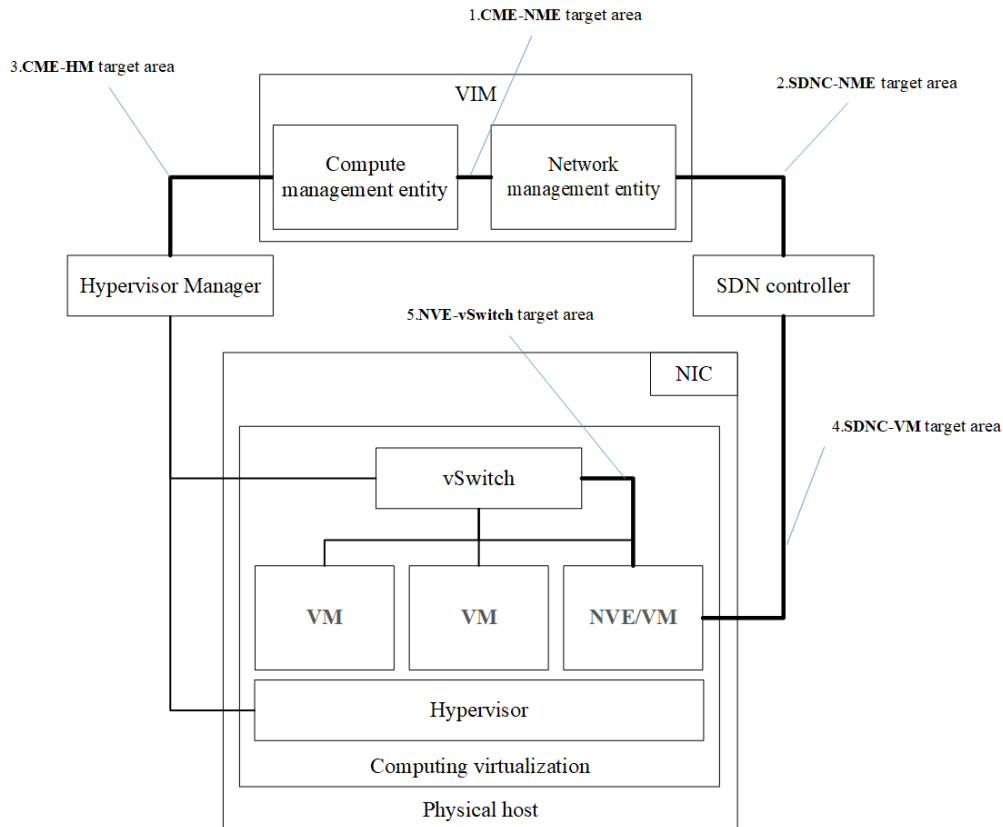 1.CME-NME target area
3.CME-HM target area
2.SDNC-NME target area
VIM
Compute
management entity
Network
management entity
Hypervisor Manager
SDN controller
5.NVE-vSwitch target area
NIC
4.SDNC-VM target area
vSwitch
VM
VM
NVE/VM
Hypervisor
Computing virtualization
Physical host